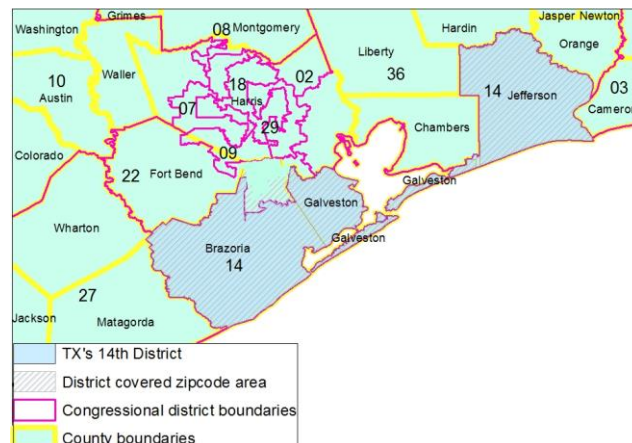 Grimes
Jasper Newton
Washington
08
Montgomery
Hardin
Orange
Liberty
Waller
10
02
36
03
Austin
18
14
Jefferson
Harris
07
Cameron
29
Chambers
Colorado
09
22
Fort Bend
Galveston
Galveston
Wharton
Brazoria
Galveston
14
27
Jackson
Matagorda
TX's 14th District
District covered zipcode area
Congressional district boundaries
County boundaries